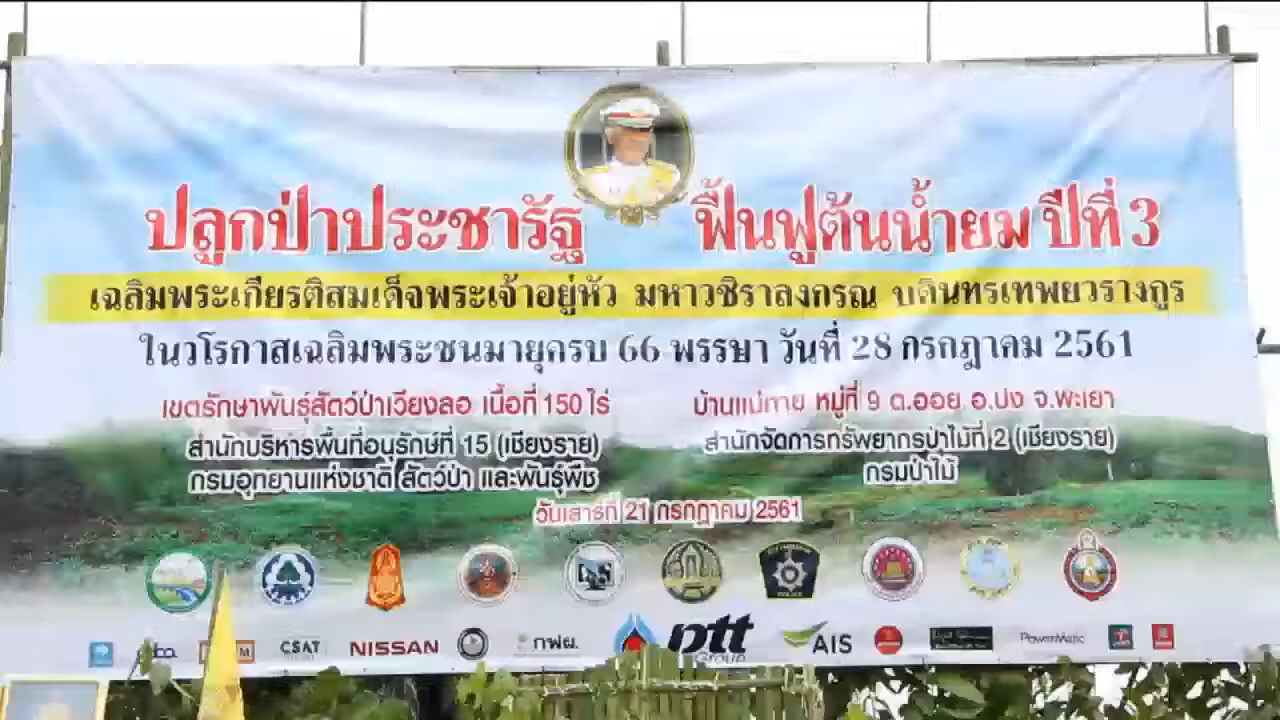 ปลูกป่าประชารัฐ ฟื้นฟูต้นน้ำยม ปีที่ 3
เฉลิมพระเกียรติสมเด็จพระเจ้าอยู่หัว มหาวชิราลงกรณ บดินทรเทพยวรางกูร
ในวโรกาสเฉลิมพระชนมายุครบ 66 พรรษา วันที่ 28 กรกฎาคม 2561
เขตรักษาพันธุ์สัตว์ป่าเวียงลอ เนื้อที่ 150 ไร่
สำนักบริหารพื้นที่อนุรักษ์ที่ 15 (เชียงราย)
กรมอุทยานแห่งชาติ สัตว์ป่า และพันธุ์พืช
บ้านแม่ทาย หมู่ที่ 9 ต.ออย อ.ปง จ.พะเยา
สำนักจัดการทรัพยากรป่าไม้ที่ 2 (เชียงราย)
กรมป่าไม้
วันเสาร์ที่ 21 กรกฎาคม 2561
CSAT NISSAN กฟผ. ptt Group AIS PowerMatic